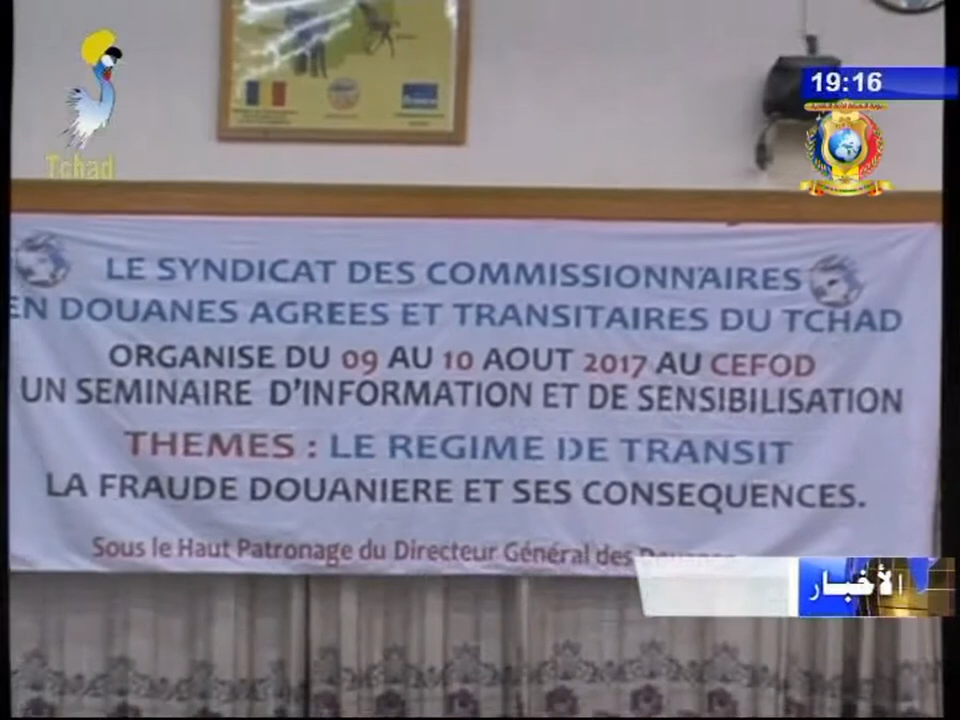 19:16
Tchad
LE SYNDICAT DES COMMISSIONNAIRES
EN DOUANES AGREES ET TRANSITAIRES DU TCHAD
ORGANISE DU 09 AU 10 AOUT 2017 AU CEFOD
UN SEMINAIRE D'INFORMATION ET DE SENSIBILISATION
THEMES : LE REGIME DE TRANSIT
LA FRAUDE DOUANIERE ET SES CONSEQUENCES.
Sous le Haut Patronage du Directeur Général des
الأخبار